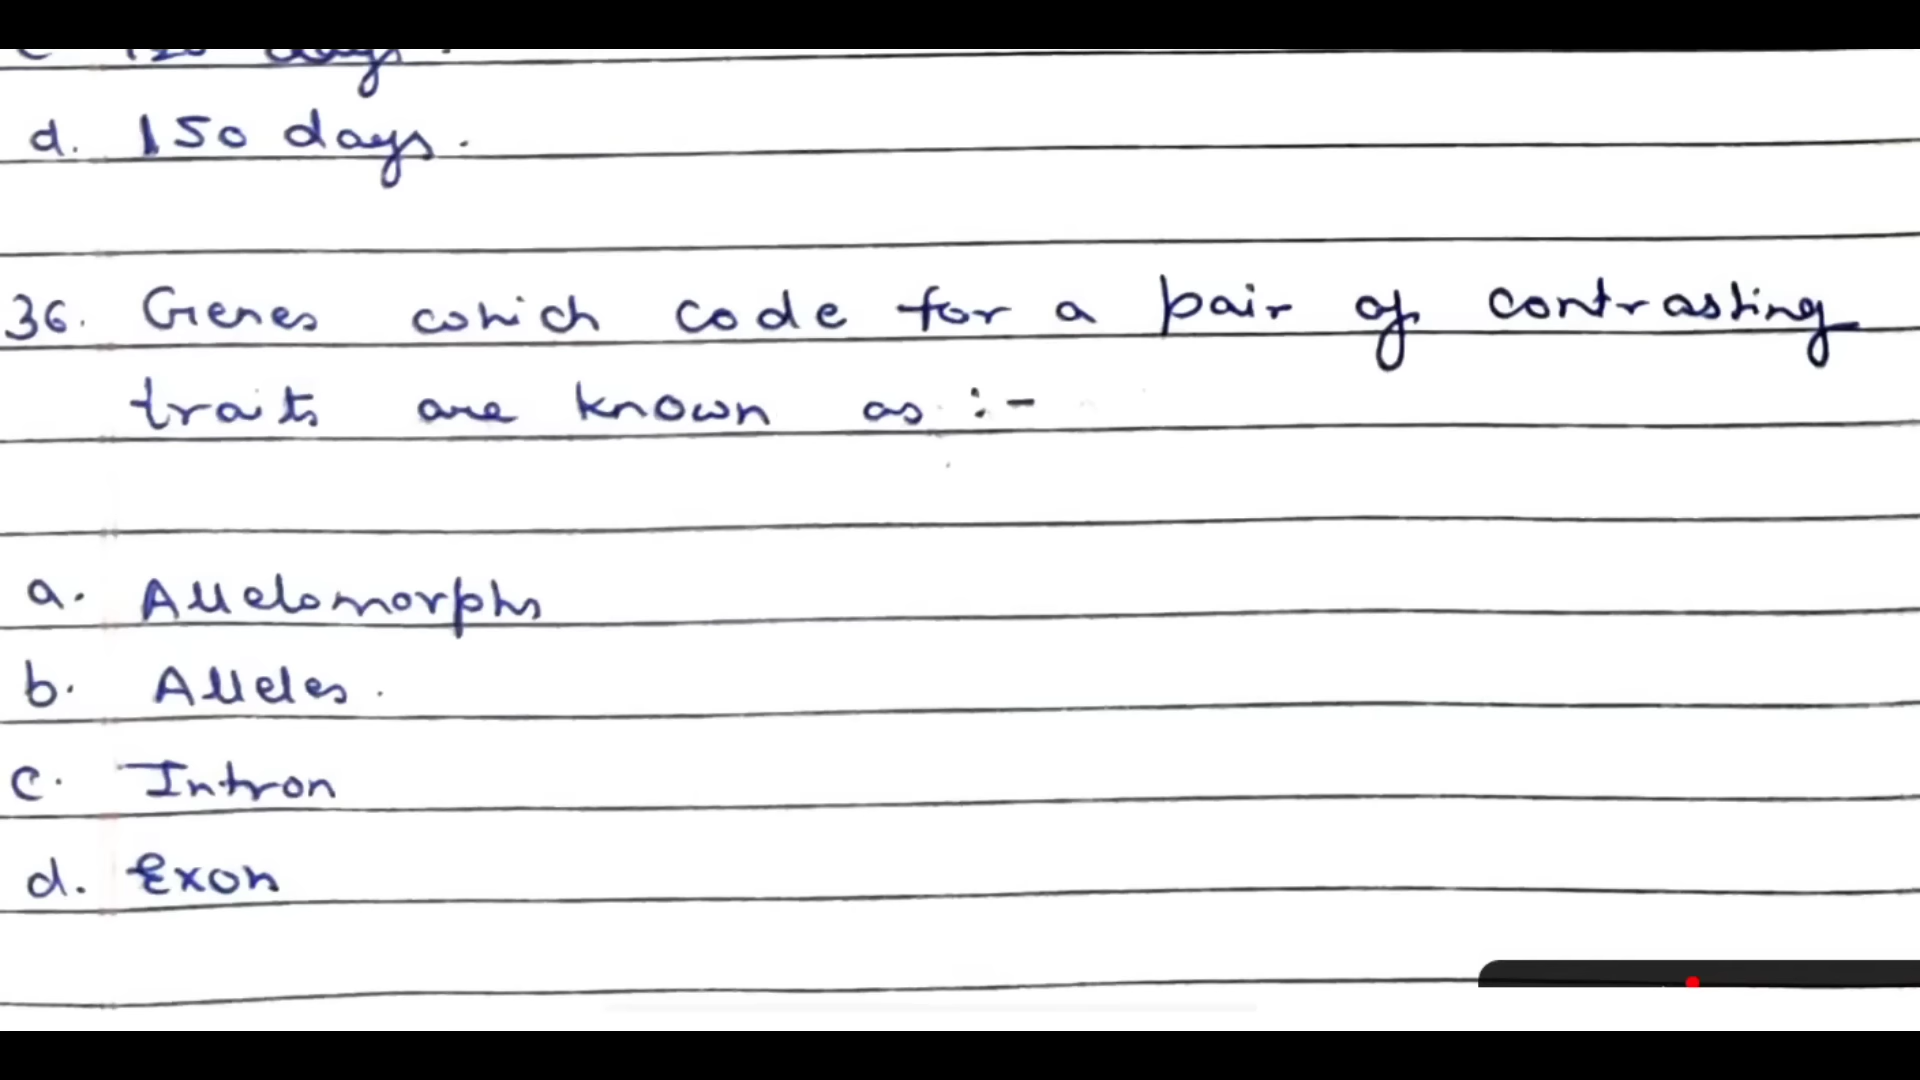 d. 150 days.
36. Genes which code for a pair of contrasting
traits are known as :-
a. Allelomorphs
b. Alleles.
c. Intron
d. Exon